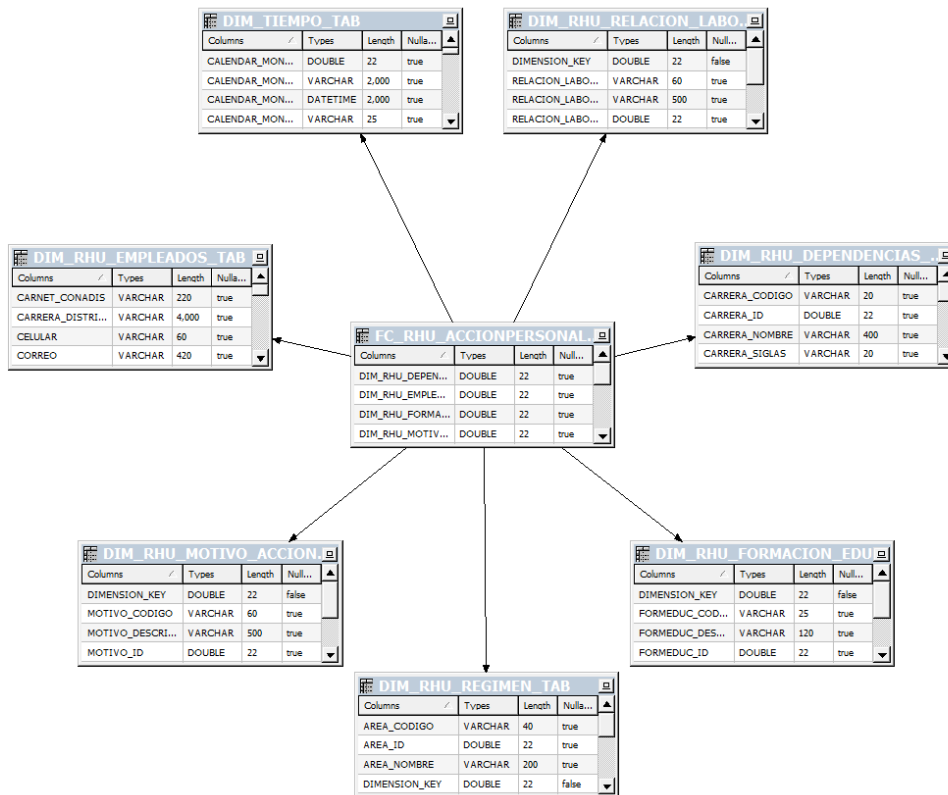 DIM_TIEMPO_TAB
Columns Types Length Nulla...
CALENDAR_MON... DOUBLE 22 true
CALENDAR_MON... VARCHAR 2,000 true
CALENDAR_MON... DATETIME 2,000 true
CALENDAR_MON... VARCHAR 25 true
DIM_RHU_RELACION_LABO...
Columns Types Length Null...
DIMENSION_KEY DOUBLE 22 false
RELACION_LABO... VARCHAR 60 true
RELACION_LABO... VARCHAR 500 true
RELACION_LABO... DOUBLE 22 true
DIM_RHU_EMPLEADOS_TAB
Columns Types Length Nulla...
CARNET_CONADIS VARCHAR 220 true
CARRERA_DISTRI... VARCHAR 4,000 true
CELULAR VARCHAR 60 true
CORREO VARCHAR 420 true
DIM_RHU_DEPENDENCIAS_...
Columns Types Length Null...
CARRERA_CODIGO VARCHAR 20 true
CARRERA_ID DOUBLE 22 true
CARRERA_NOMBRE VARCHAR 400 true
CARRERA_SIGLAS VARCHAR 20 true
FC_RHU_ACCIONPERSONAL...
Columns Types Length Null...
DIM_RHU_DEPEN... DOUBLE 22 true
DIM_RHU_EMPLE... DOUBLE 22 true
DIM_RHU_FORMA... DOUBLE 22 true
DIM_RHU_MOTIV... DOUBLE 22 true
DIM_RHU_MOTIVO_ACCION...
Columns Types Length Null...
DIMENSION_KEY DOUBLE 22 false
MOTIVO_CODIGO VARCHAR 60 true
MOTIVO_DESCRI... VARCHAR 500 true
MOTIVO_ID DOUBLE 22 true
DIM_RHU_FORMACION_EDU
Columns Types Length Null...
DIMENSION_KEY DOUBLE 22 false
FORMEDUC_COD... VARCHAR 25 true
FORMEDUC_DES... VARCHAR 120 true
FORMEDUC_ID DOUBLE 22 true
DIM_RHU_REGIMEN_TAB
Columns Types Length Nulla...
AREA_CODIGO VARCHAR 40 true
AREA_ID DOUBLE 22 true
AREA_NOMBRE VARCHAR 200 true
DIMENSION_KEY DOUBLE 22 false